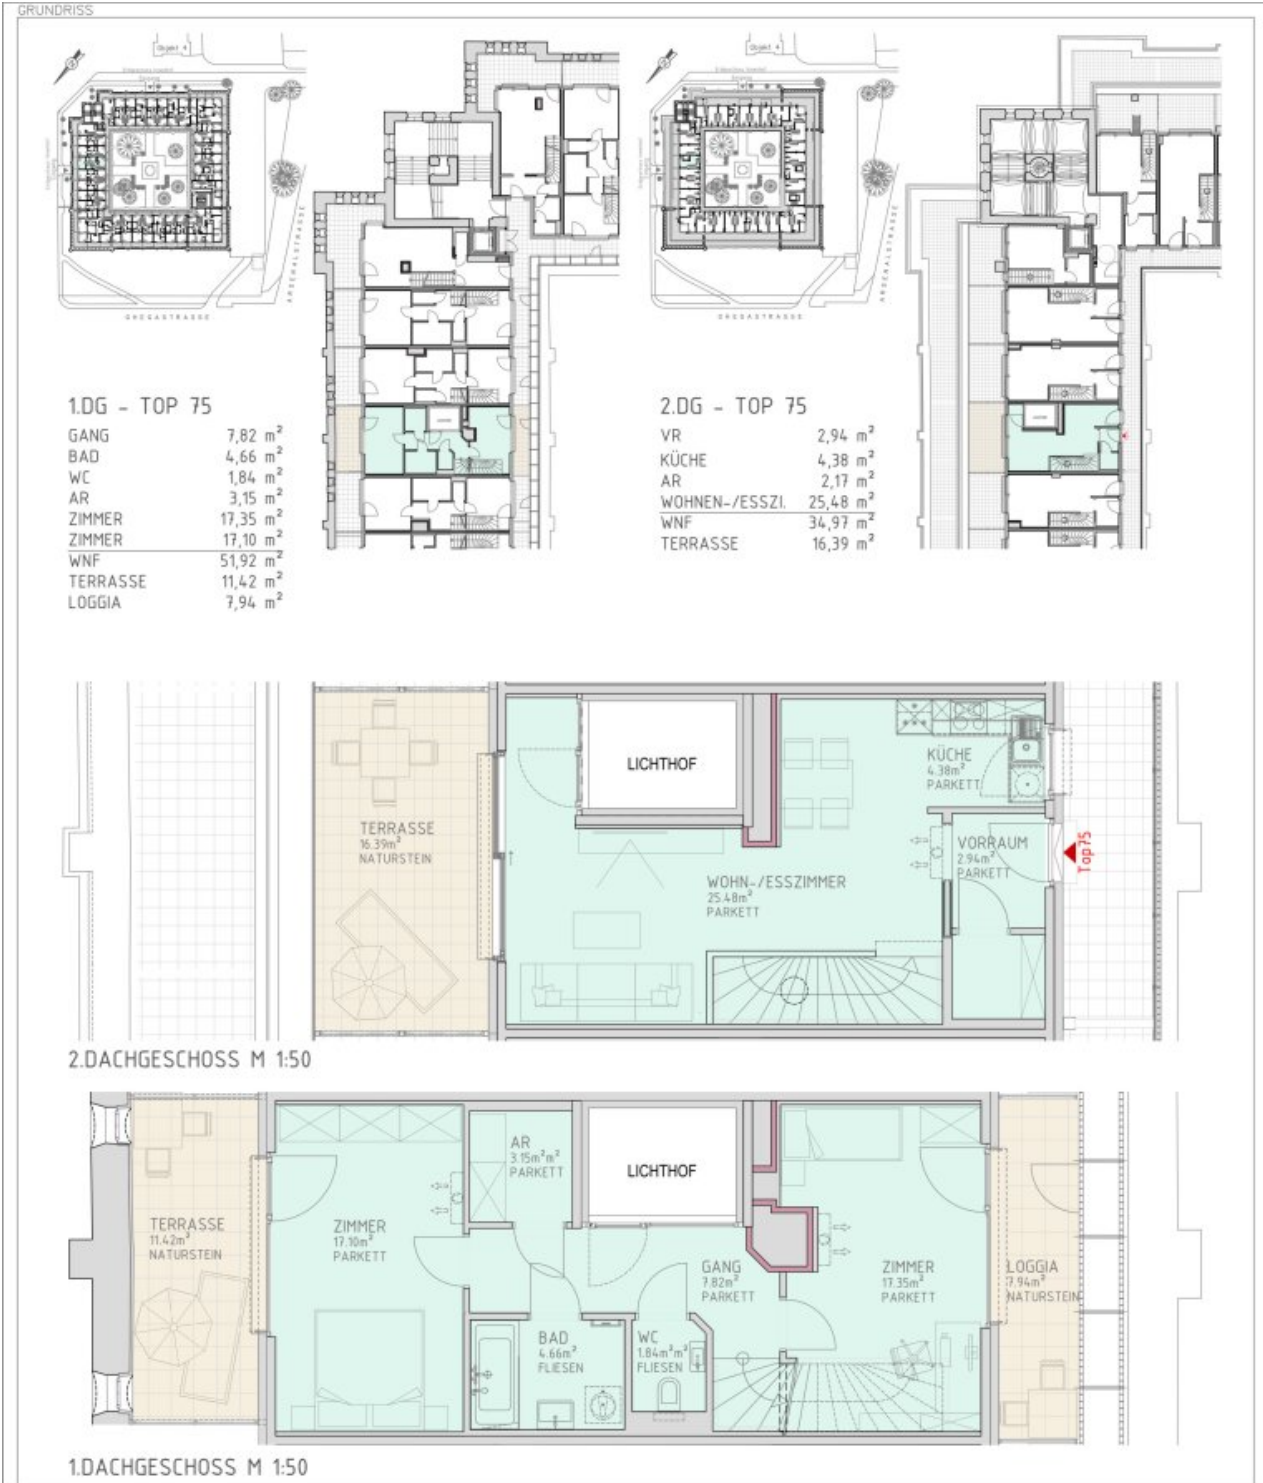 GRUNDRISS
Objekt 4
ARSENALSTRASSE
GHEGASTRASSE
1.DG - TOP 75
GANG 7,82 m²
BAD 4,66 m²
WC 1,84 m²
AR 3,15 m²
ZIMMER 17,35 m²
ZIMMER 17,10 m²
WNF 51,92 m²
TERRASSE 11,42 m²
LOGGIA 7,94 m²
Objekt 4
ARSENALSTRASSE
GHEGASTRASSE
2.DG - TOP 75
VR 2,94 m²
KÜCHE 4,38 m²
AR 2,17 m²
WOHNEN-/ESSZI. 25,48 m²
WNF 34,97 m²
TERRASSE 16,39 m²
LICHTHOF
KÜCHE
4.38m²
PARKETT
TERRASSE
16.39m²
NATURSTEIN
VORRAUM
2.94m²
PARKETT
Top75
WOHN-/ESSZIMMER
25.48m²
PARKETT
2.DACHGESCHOSS M 1:50
AR
3.15m²m²
PARKETT
LICHTHOF
TERRASSE
11.42m²
NATURSTEIN
ZIMMER
17.10m²
PARKETT
GANG
7.82m²
PARKETT
ZIMMER
17.35m²
PARKETT
LOGGIA
7.94m²
NATURSTEIN
BAD
4.66m²
FLIESEN
WC
1.84m²m²
FLIESEN
1.DACHGESCHOSS M 1:50